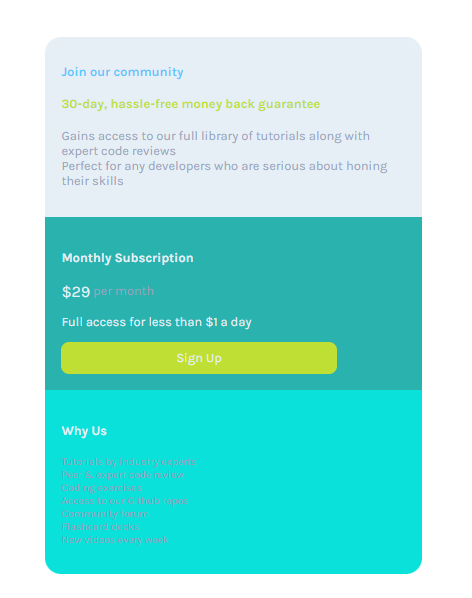 Join our community
30-day, hassle-free money back guarantee
Gains access to our full library of tutorials along with
expert code reviews
Perfect for any developers who are serious about honing
their skills
Monthly Subscription
$29 per month
Full access for less than $1 a day
Sign Up
Why Us
Tutorials by industry experts
Peer & expert code review
Coding exercises
Access to our GitHub repos
Community forum
Flashcard decks
New videos every week